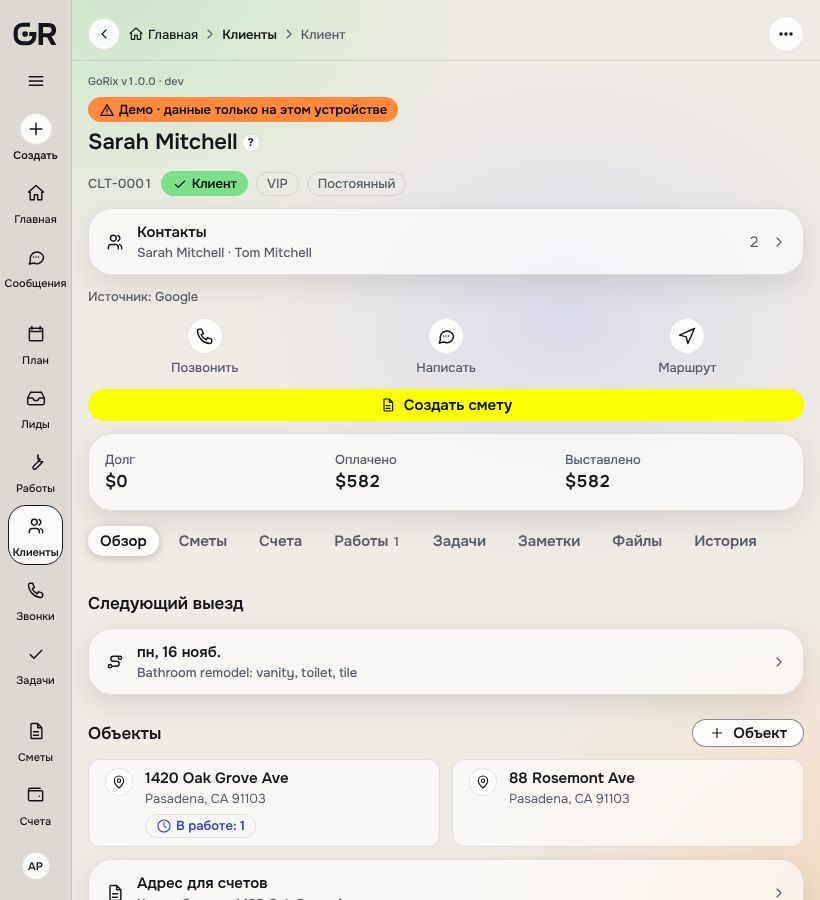 GR
Создать
Главная
Сообщения
План
Лиды
Работы
Клиенты
Звонки
Задачи
Сметы
Счета
AP
Главная > Клиенты > Клиент
GoRix v1.0.0 · dev
Демо · данные только на этом устройстве
Sarah Mitchell ?
CLT-0001 Клиент VIP Постоянный
Контакты
Sarah Mitchell · Tom Mitchell
2
Источник: Google
Позвонить Написать Маршрут
Создать смету
Долг Оплачено Выставлено
$0 $582 $582
Обзор Сметы Счета Работы 1 Задачи Заметки Файлы История
Следующий выезд
пн, 16 нояб.
Bathroom remodel: vanity, toilet, tile
Объекты
Объект
1420 Oak Grove Ave
Pasadena, CA 91103
В работе: 1
88 Rosemont Ave
Pasadena, CA 91103
Адрес для счетов